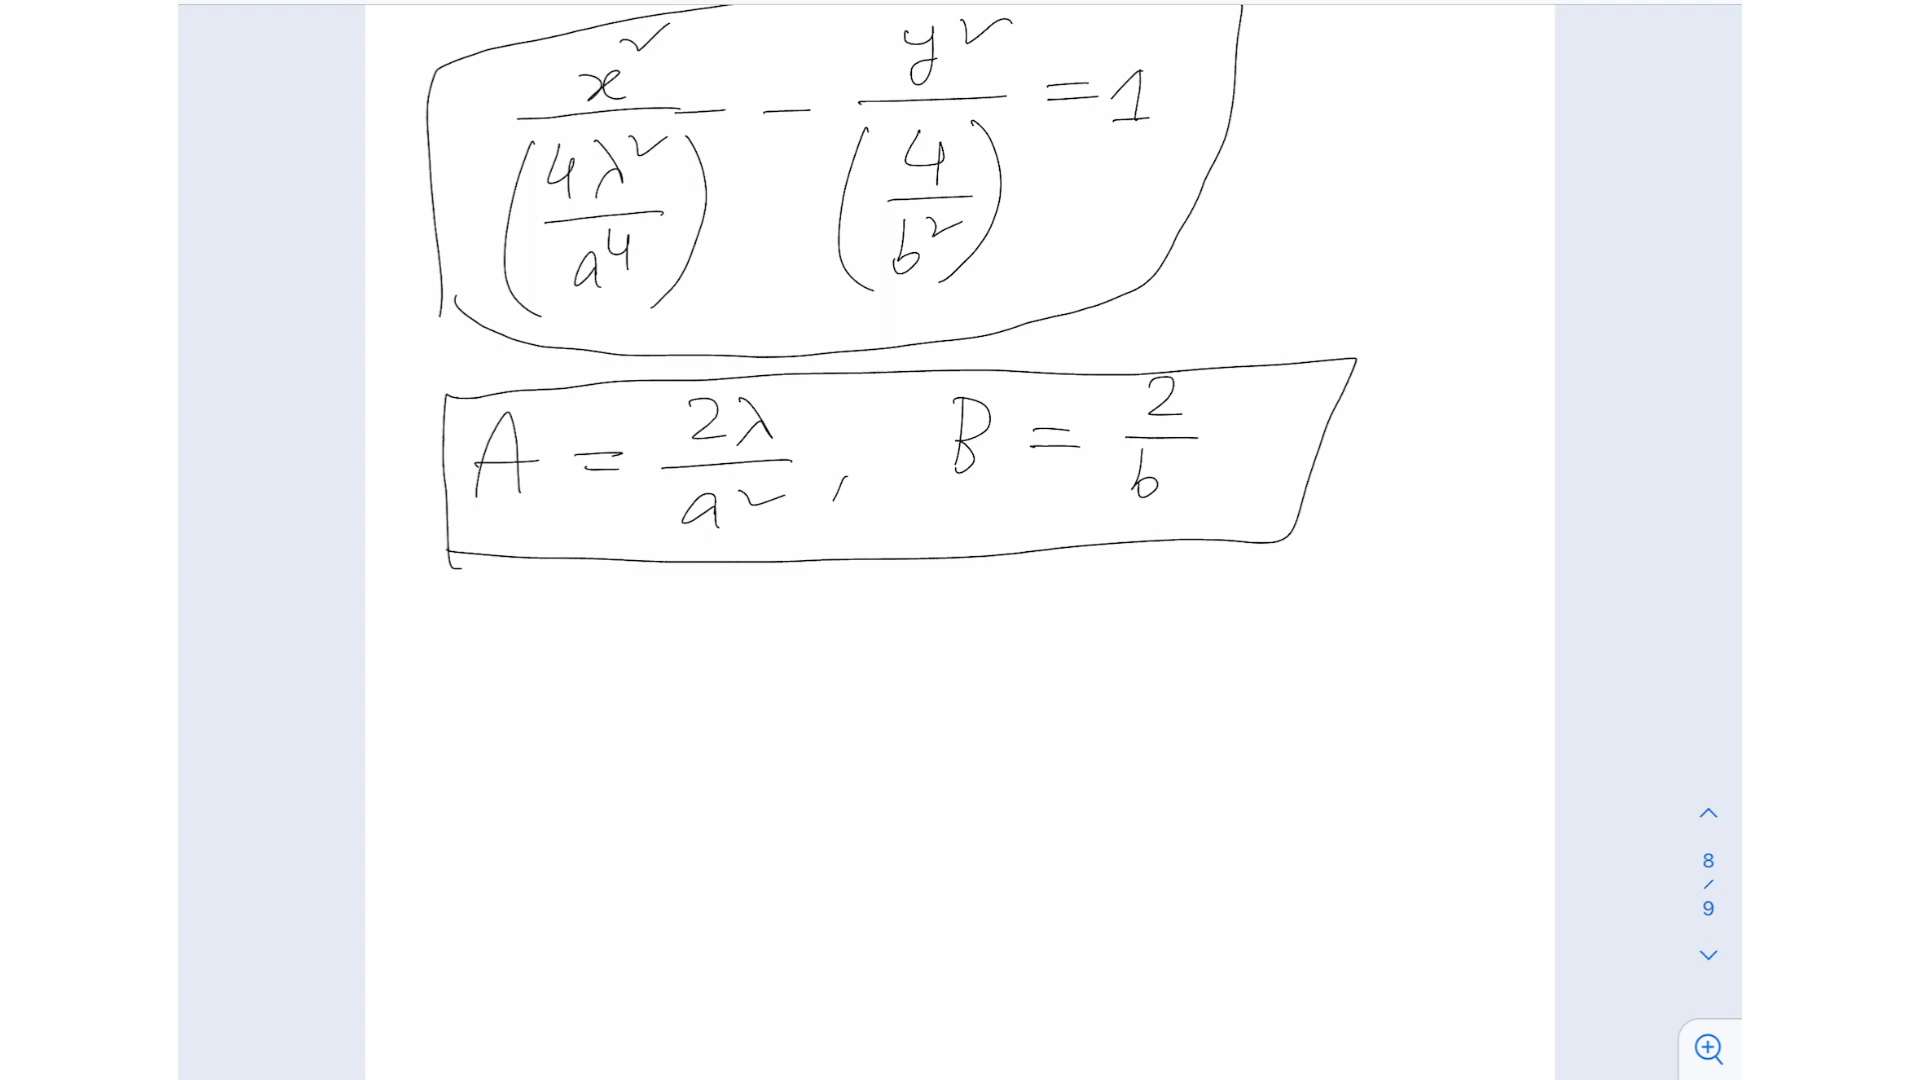 x² / (4λ² / a⁴) − y² / (4 / b²) = 1
A = 2λ / a² , B = 2 / b
8
/
9